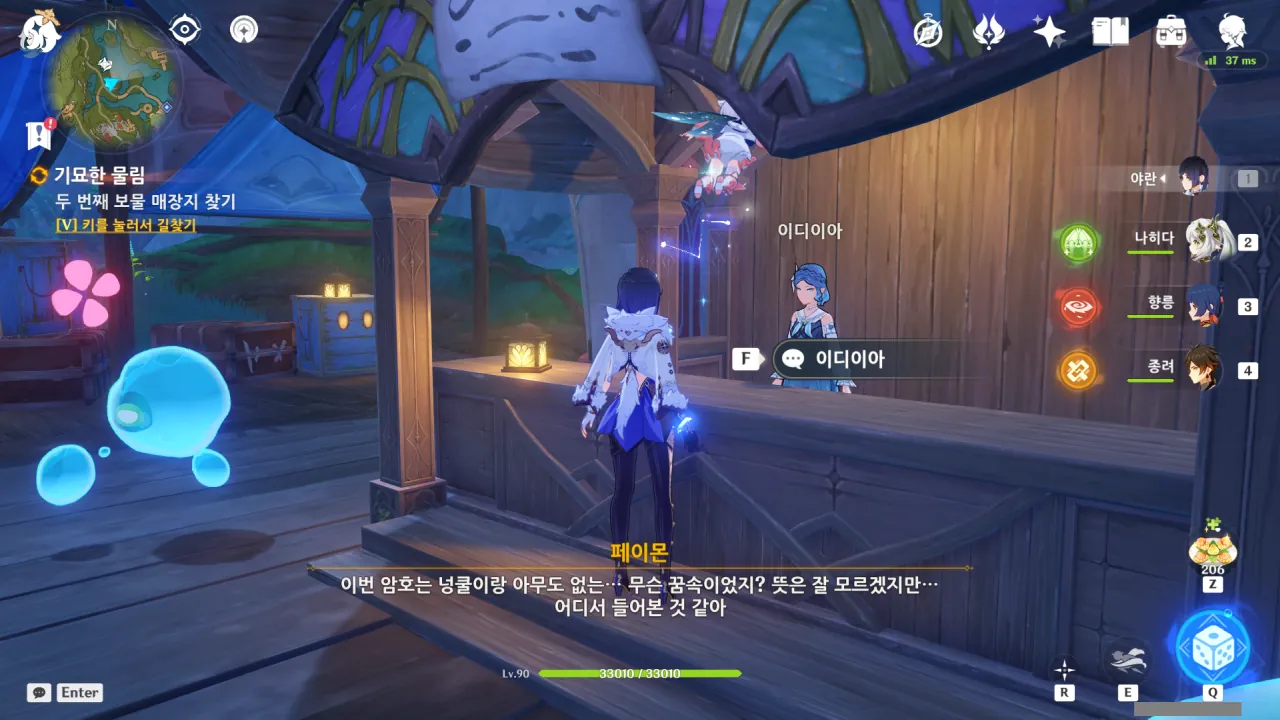 N
37 ms
기묘한 물림
두 번째 보물 매장지 찾기
[V] 키를 눌러서 길찾기
야란
1
나히다
2
향릉
3
종려
4
이디이아
F
이디이아
페이몬
이번 암호는 넝쿨이랑 아무도 없는… 무슨 꿈속이었지? 뜻은 잘 모르겠지만…
어디서 들어본 것 같아
206
Z
Lv.90
33010 / 33010
Enter
R
E
Q